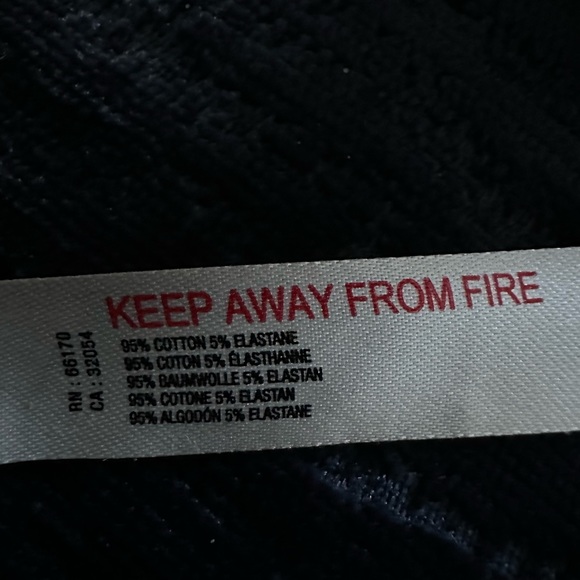 KEEP AWAY FROM FIRE
95% COTTON 5% ELASTANE
95% COTON 5% ÉLASTHANNE
95% BAUMWOLLE 5% ELASTAN
95% COTONE 5% ELASTAN
95% ALGODÓN 5% ELASTANE
RN : 66170
CA : 32054